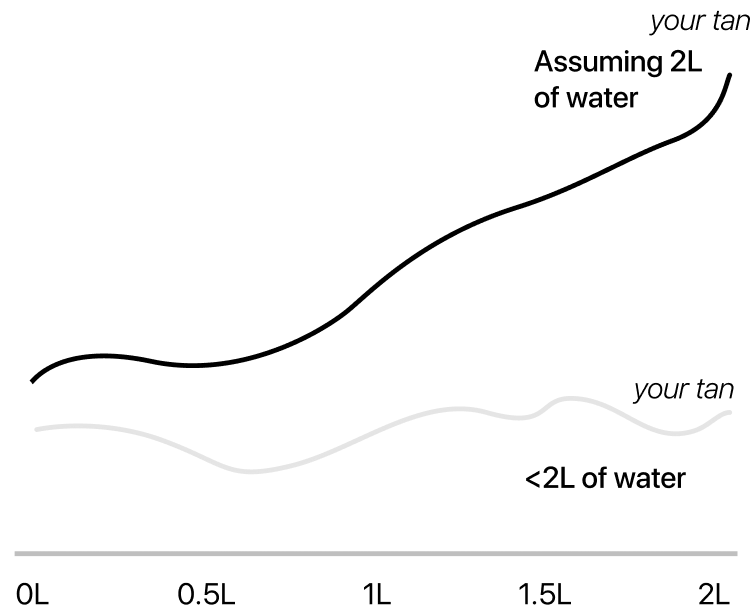 your tan
Assuming 2L
of water
your tan
<2L of water
0L 0.5L 1L 1.5L 2L